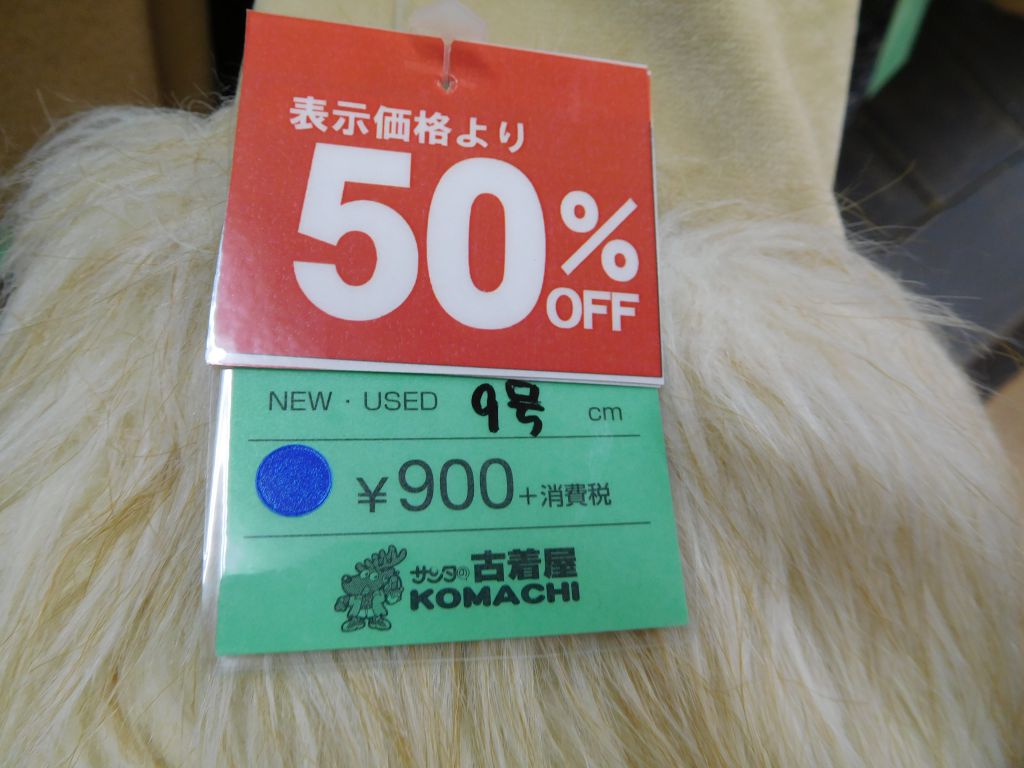 表示価格より
50%
OFF
NEW・USED 9号 cm
¥900+消費税
サンタの古着屋
KOMACHI